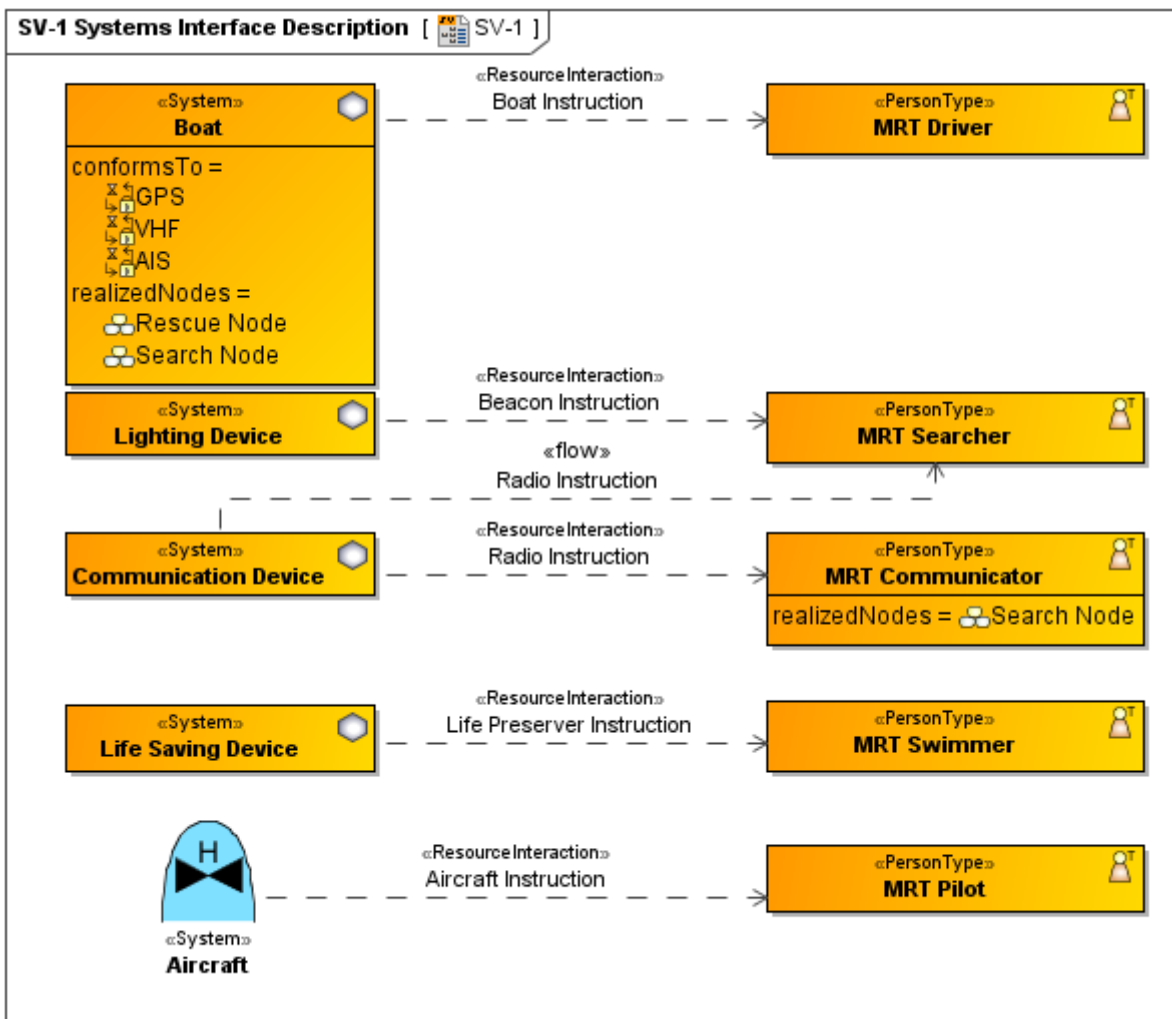 SV-1 Systems Interface Description [ SV-1 ]
«ResourceInteraction»
Boat Instruction
«System»
Boat
conformsTo =
GPS
VHF
AIS
realizedNodes =
Rescue Node
Search Node
«PersonType»
MRT Driver
«System»
Lighting Device
«ResourceInteraction»
Beacon Instruction
«PersonType»
MRT Searcher
«flow»
Radio Instruction
«System»
Communication Device
«ResourceInteraction»
Radio Instruction
«PersonType»
MRT Communicator
realizedNodes = Search Node
«System»
Life Saving Device
«ResourceInteraction»
Life Preserver Instruction
«PersonType»
MRT Swimmer
H
«System»
Aircraft
«ResourceInteraction»
Aircraft Instruction
«PersonType»
MRT Pilot